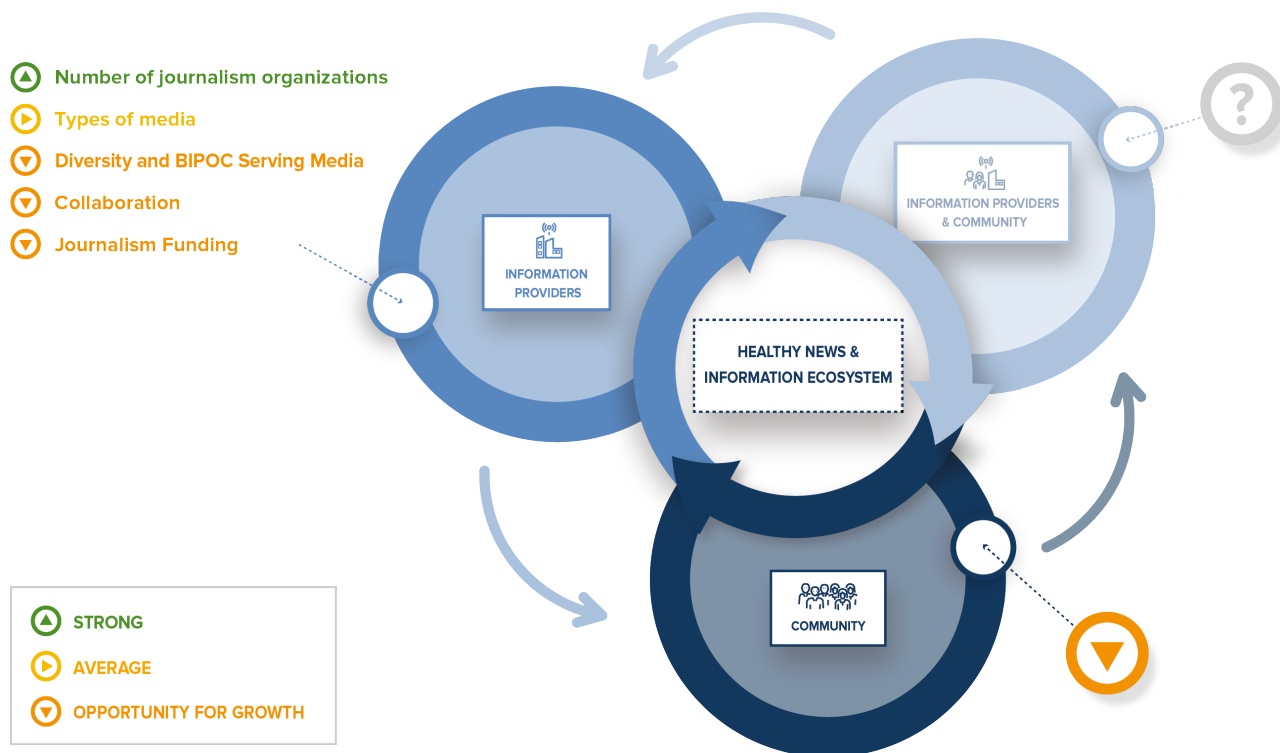 Number of journalism organizations
Types of media
Diversity and BIPOC Serving Media
Collaboration
Journalism Funding
INFORMATION
PROVIDERS
INFORMATION PROVIDERS
& COMMUNITY
?
HEALTHY NEWS &
INFORMATION ECOSYSTEM
COMMUNITY
STRONG
AVERAGE
OPPORTUNITY FOR GROWTH